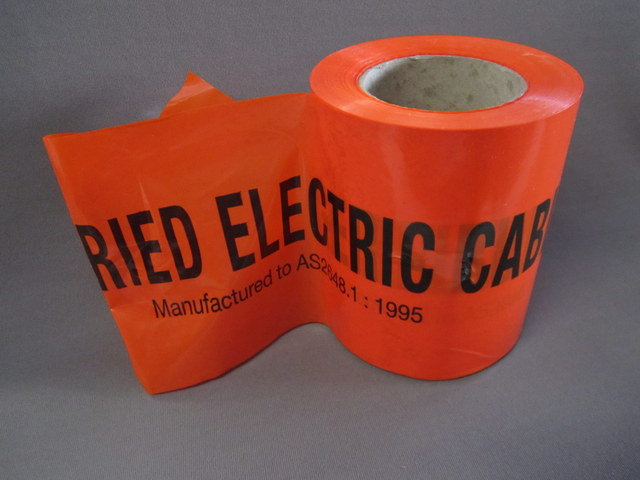 RIED ELECTRIC CAB
Manufactured to AS2648.1 : 1995